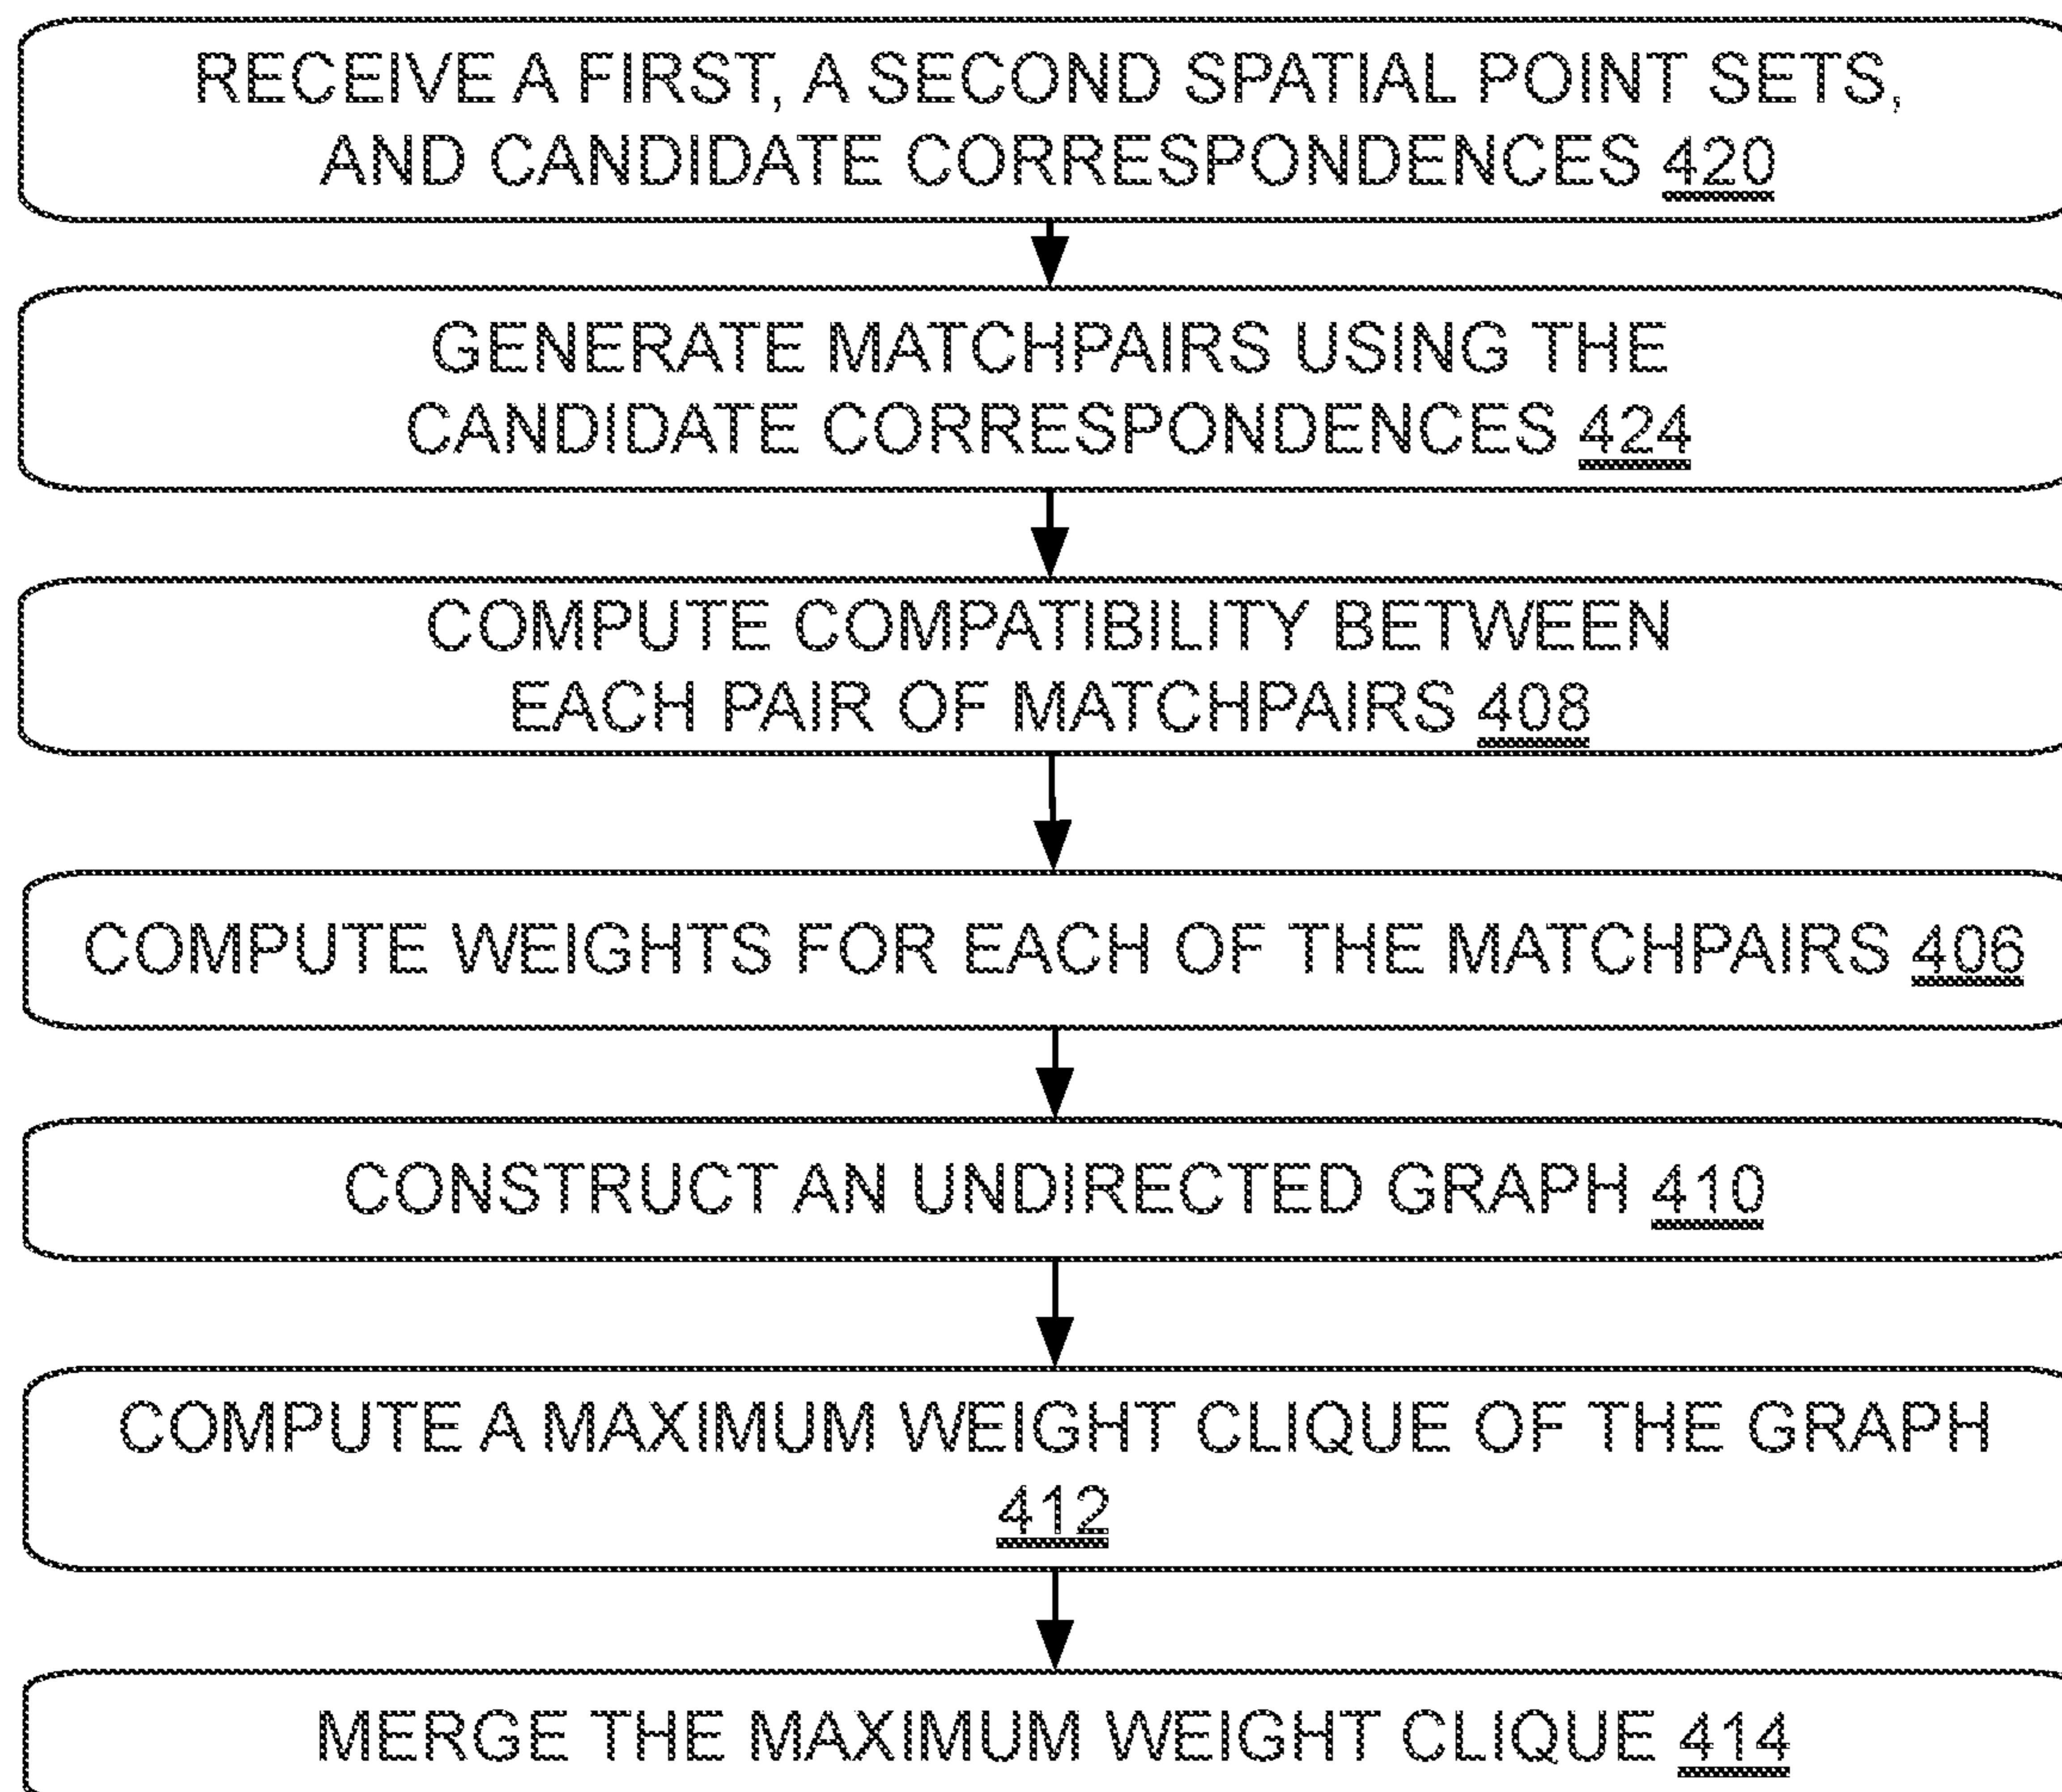 RECEIVE A FIRST, A SECOND SPATIAL POINT SETS,
AND CANDIDATE CORRESPONDENCES 420
GENERATE MATCHPAIRS USING THE
CANDIDATE CORRESPONDENCES 424
COMPUTE COMPATIBILITY BETWEEN
EACH PAIR OF MATCHPAIRS 408
COMPUTE WEIGHTS FOR EACH OF THE MATCHPAIRS 406
CONSTRUCT AN UNDIRECTED GRAPH 410
COMPUTE A MAXIMUM WEIGHT CLIQUE OF THE GRAPH
412
MERGE THE MAXIMUM WEIGHT CLIQUE 414